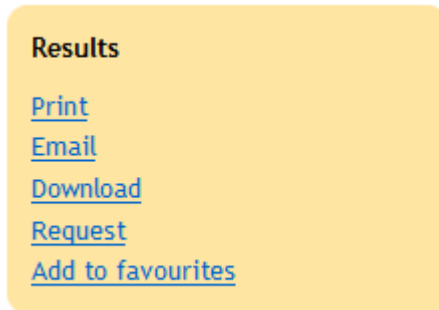 Results
Print
Email
Download
Request
Add to favourites